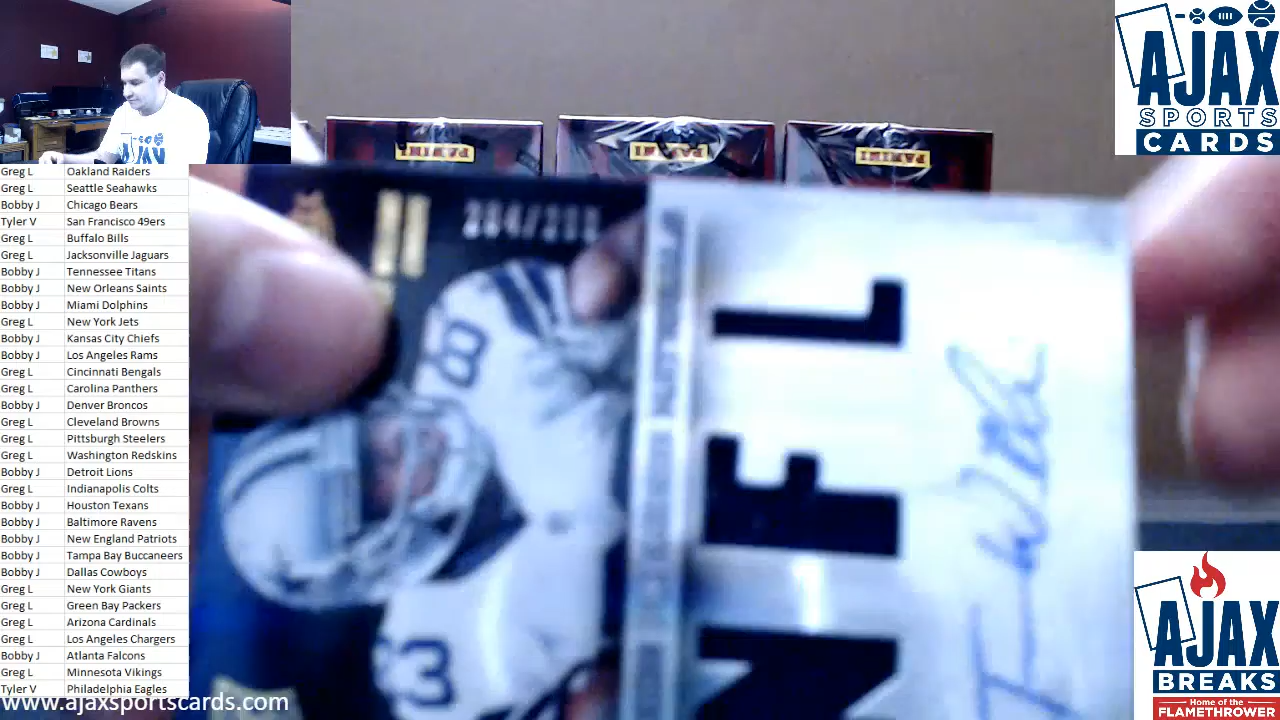 AJAX
SPORTS
CARDS
PANINI
PANINI
PANINI
Greg L Oakland Raiders
Greg L Seattle Seahawks
Bobby J Chicago Bears
Tyler V San Francisco 49ers
Greg L Buffalo Bills
Greg L Jacksonville Jaguars
Bobby J Tennessee Titans
Bobby J New Orleans Saints
Bobby J Miami Dolphins
Greg L New York Jets
Bobby J Kansas City Chiefs
Bobby J Los Angeles Rams
Greg L Cincinnati Bengals
Greg L Carolina Panthers
Bobby J Denver Broncos
Greg L Cleveland Browns
Greg L Pittsburgh Steelers
Greg L Washington Redskins
Bobby J Detroit Lions
Greg L Indianapolis Colts
Bobby J Houston Texans
Bobby J Baltimore Ravens
Bobby J New England Patriots
Bobby J Tampa Bay Buccaneers
Bobby J Dallas Cowboys
Greg L New York Giants
Greg L Green Bay Packers
Greg L Arizona Cardinals
Greg L Los Angeles Chargers
Bobby J Atlanta Falcons
Greg L Minnesota Vikings
Tyler V Philadelphia Eagles
www.ajaxsportscards.com
NFL
AJAX
BREAKS
Home of the
FLAMETHROWER